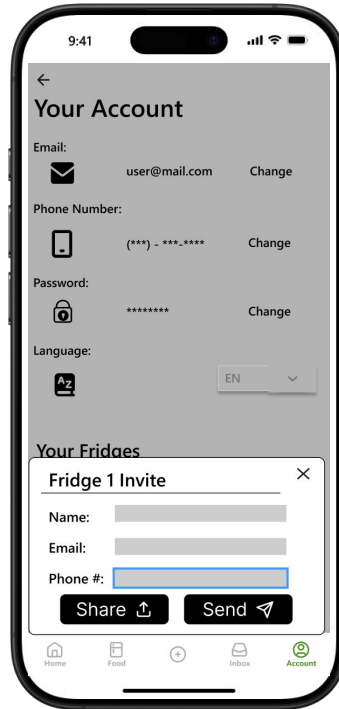 9:41
Your Account
Email:
user@mail.com Change
Phone Number:
(***) - ***-**** Change
Password:
******** Change
Language:
A Z
EN
Your Fridges
Fridge 1 Invite
Name:
Email:
Phone #:
Share Send
Home Food Inbox Account